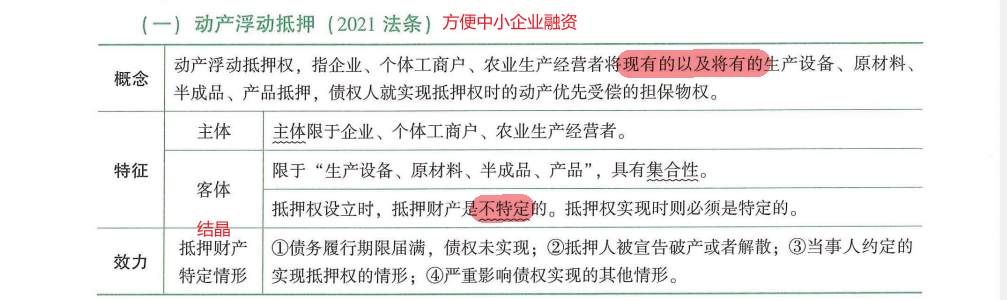 (一) 动产浮动抵押 (2021 法条) 方便中小企业融资
概念
动产浮动抵押权，指企业、个体工商户、农业生产经营者将现有的以及将有的生产设备、原材料、
半成品、产品抵押，债权人就实现抵押权时的动产优先受偿的担保物权。
特征
主体
主体限于企业、个体工商户、农业生产经营者。
客体
限于“生产设备、原材料、半成品、产品”，具有集合性。
抵押权设立时，抵押财产是不特定的。抵押权实现时则必须是特定的。
结晶
效力
抵押财产
特定情形
①债务履行期限届满，债权未实现；②抵押人被宣告破产或者解散；③当事人约定的
实现抵押权的情形；④严重影响债权实现的其他情形。